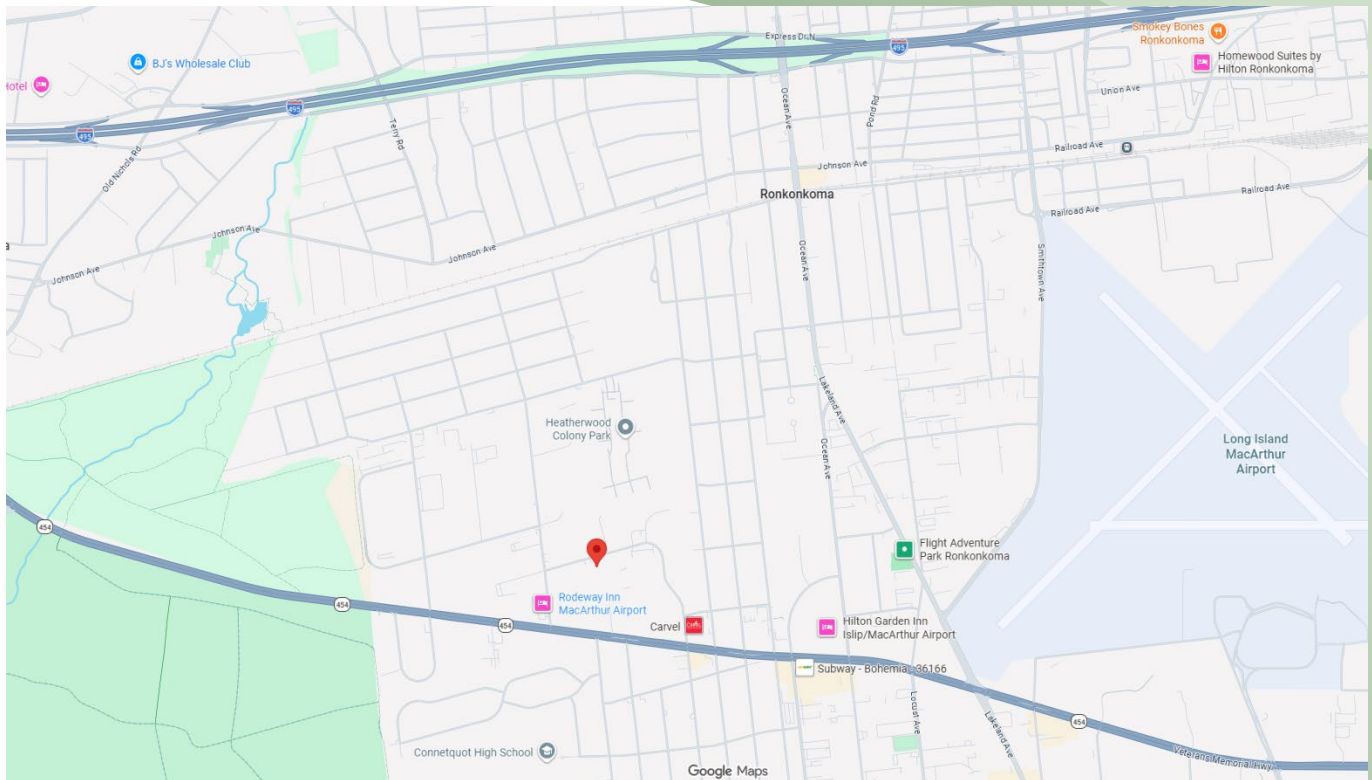 Express Dr N
495
Smokey Bones
Ronkonkoma
Homewood Suites by
Hilton Ronkonkoma
BJ's Wholesale Club
Hotel
495
495
Union Ave
Ocean Ave
Pond Rd
Terry Rd
Old Nichols Rd
Railroad Ave
Johnson Ave
Railroad Ave
Ronkonkoma
Railroad Ave
Johnson Ave
a
Johnson Ave
Ocean Ave
Smithtown Ave
Johnson Ave
Lakeland Ave
Heatherwood
Colony Park
Long Island
MacArthur
Airport
Ocean Ave
454
Flight Adventure
Park Ronkonkoma
Rodeway Inn
MacArthur Airport
454
454
Carvel
Hilton Garden Inn
Islip/MacArthur Airport
Subway - Bohemia - 36166
Locust Ave
Lakeland Ave
454
Connetquot High School
Veterans Memorial Hwy
Google Maps